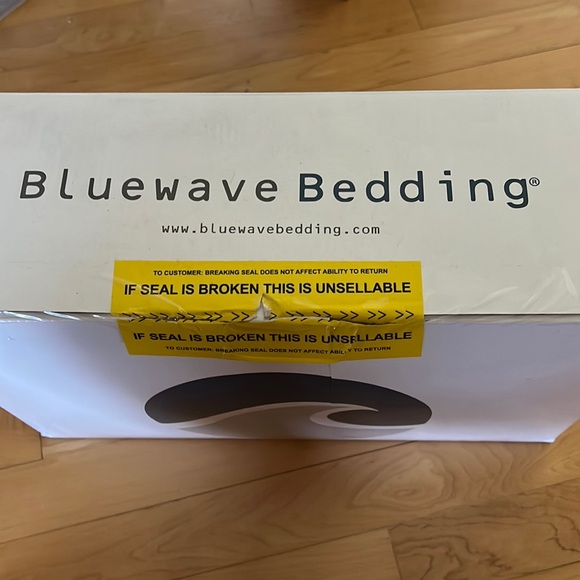 Bluewave Bedding®
www.bluewavebedding.com
TO CUSTOMER: BREAKING SEAL DOES NOT AFFECT ABILITY TO RETURN
IF SEAL IS BROKEN THIS IS UNSELLABLE
IF SEAL IS BROKEN THIS IS UNSELLABLE
TO CUSTOMER: BREAKING SEAL DOES NOT AFFECT ABILITY TO RETURN